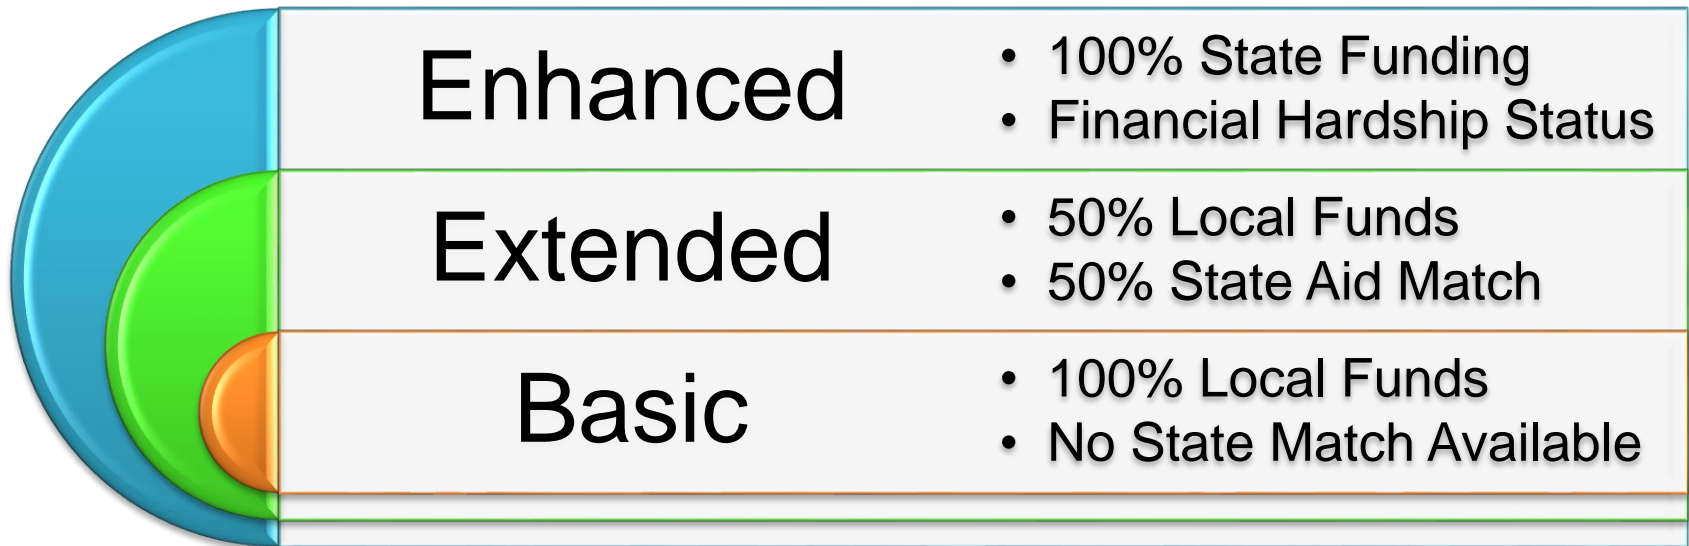 Enhanced
• 100% State Funding
• Financial Hardship Status
Extended
• 50% Local Funds
• 50% State Aid Match
Basic
• 100% Local Funds
• No State Match Available